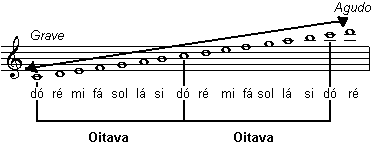 Agudo
Grave
dó ré mi fá sol lá si dó ré mi fá sol lá si dó ré
Oitava Oitava